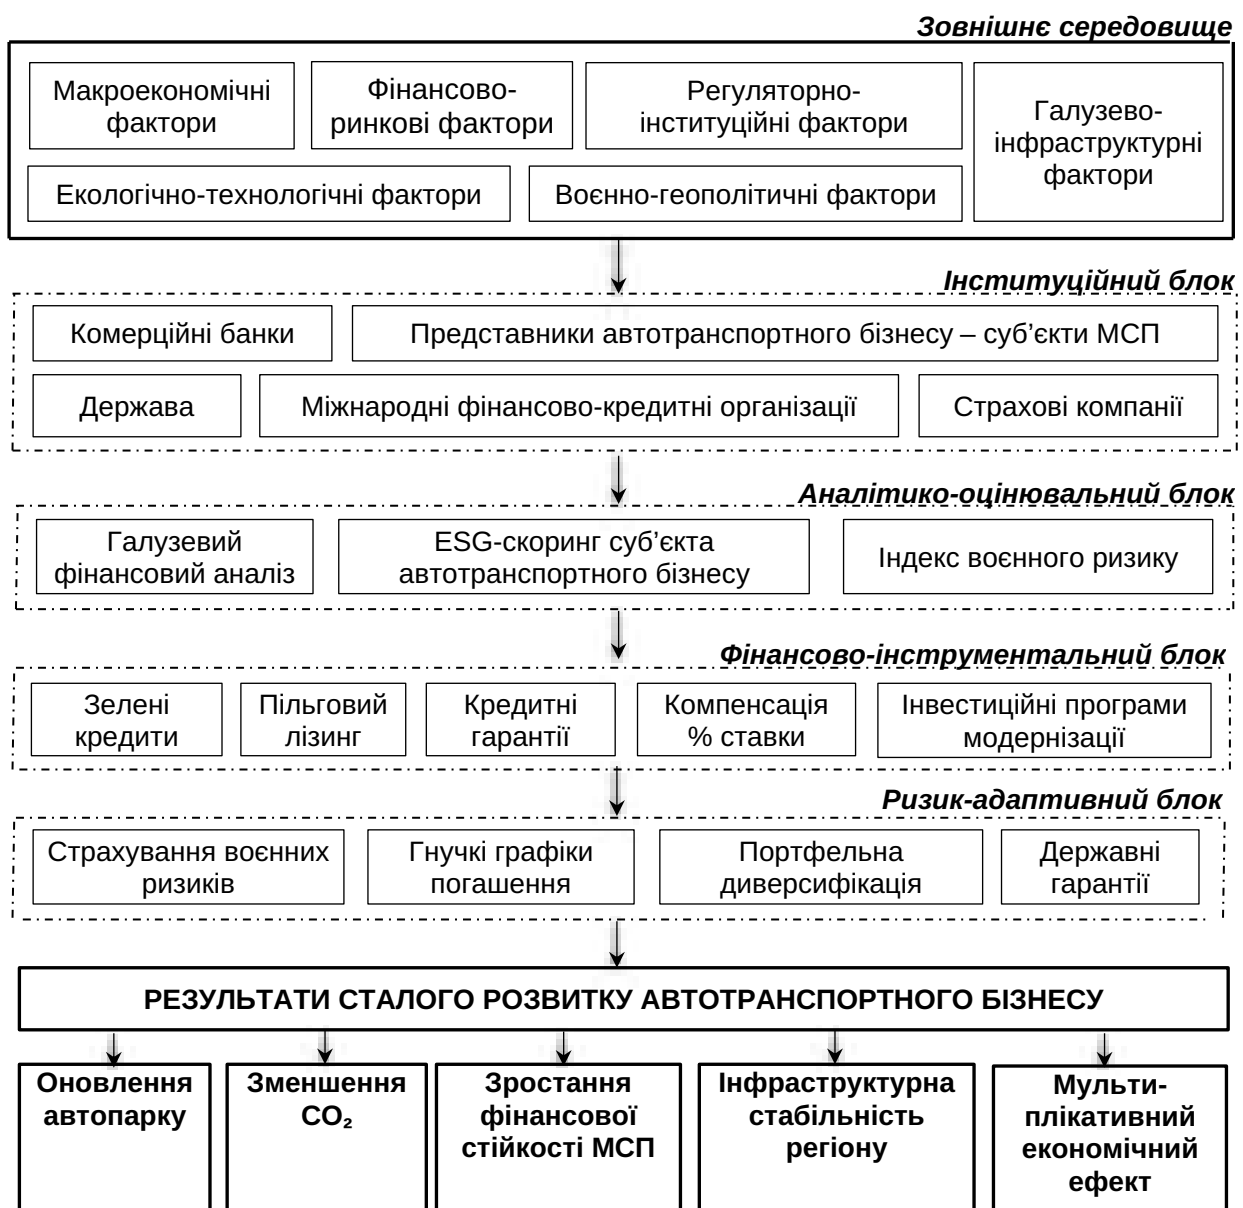 Зовнішнє середовище
Макроекономічні
фактори
Фінансово-
ринкові фактори
Регуляторно-
інституційні фактори
Галузево-
інфраструктурні
фактори
Екологічно-технологічні фактори
Воєнно-геополітичні фактори
Інституційний блок
Комерційні банки
Представники автотранспортного бізнесу – суб’єкти МСП
Держава
Міжнародні фінансово-кредитні організації
Страхові компанії
Аналітико-оцінювальний блок
Галузевий
фінансовий аналіз
ESG-скоринг суб’єкта
автотранспортного бізнесу
Індекс воєнного ризику
Фінансово-інструментальний блок
Зелені
кредити
Пільговий
лізинг
Кредитні
гарантії
Компенсація
% ставки
Інвестиційні програми
модернізації
Ризик-адаптивний блок
Страхування воєнних
ризиків
Гнучкі графіки
погашення
Портфельна
диверсифікація
Державні
гарантії
РЕЗУЛЬТАТИ СТАЛОГО РОЗВИТКУ АВТОТРАНСПОРТНОГО БІЗНЕСУ
Оновлення
автопарку
Зменшення
CO₂
Зростання
фінансової
стійкості МСП
Інфраструктурна
стабільність
регіону
Мульти-
плікативний
економічний
ефект